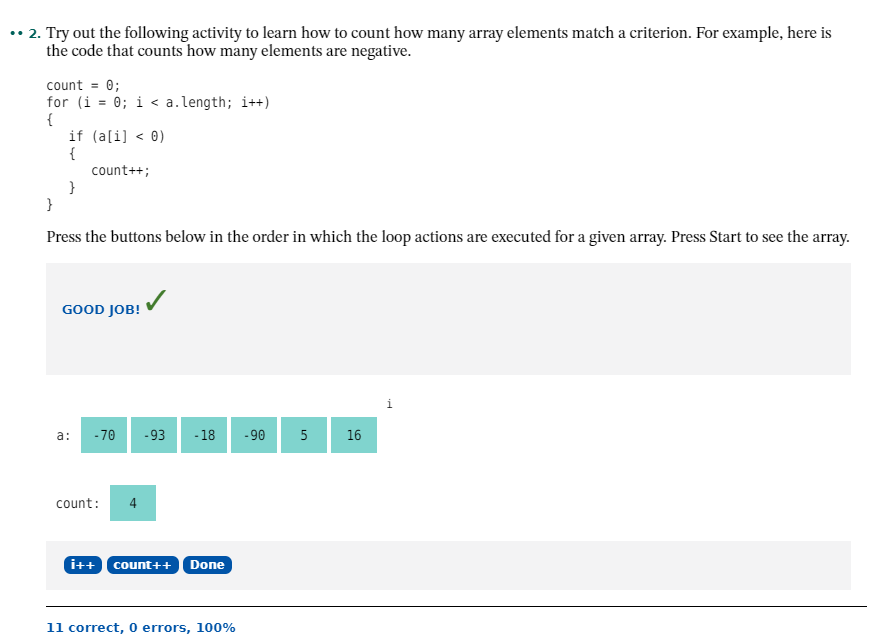 •• 2. Try out the following activity to learn how to count how many array elements match a criterion. For example, here is
the code that counts how many elements are negative.
count = 0;
for (i = 0; i < a.length; i++)
{
   if (a[i] < 0)
   {
      count++;
   }
}
Press the buttons below in the order in which the loop actions are executed for a given array. Press Start to see the array.
GOOD JOB! ✓
i
a: -70 -93 -18 -90 5 16
count: 4
i++ count++ Done
11 correct, 0 errors, 100%